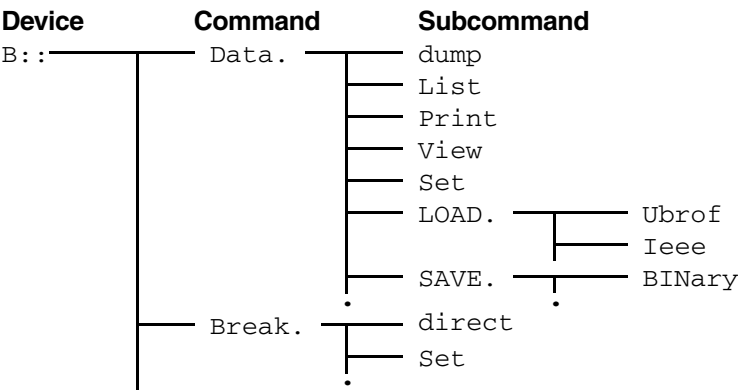 Device Command Subcommand
B:: Data. dump
List
Print
View
Set
LOAD. Ubrof
Ieee
SAVE. BINary
Break. direct
Set